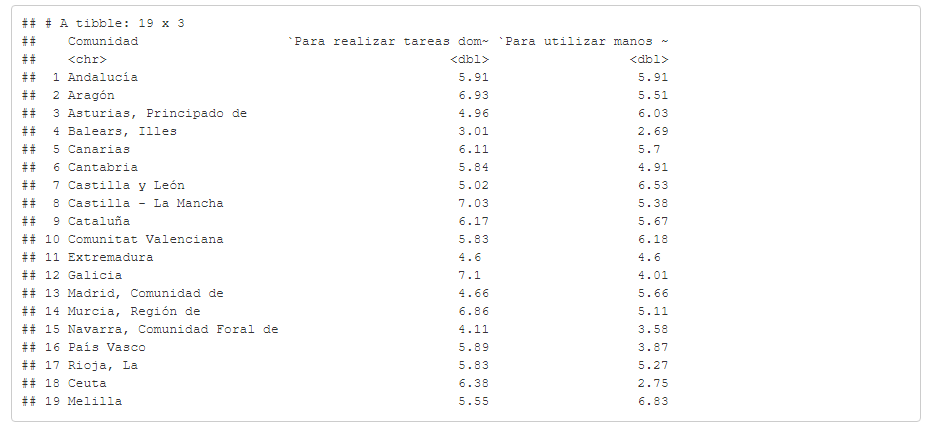 ## # A tibble: 19 x 3
##    Comunidad                    `Para realizar tareas dom~ `Para utilizar manos ~
##    <chr>                                             <dbl>                  <dbl>
##  1 Andalucía                                          5.91                   5.91
##  2 Aragón                                             6.93                   5.51
##  3 Asturias, Principado de                            4.96                   6.03
##  4 Balears, Illes                                     3.01                   2.69
##  5 Canarias                                           6.11                   5.7
##  6 Cantabria                                          5.84                   4.91
##  7 Castilla y León                                    5.02                   6.53
##  8 Castilla - La Mancha                               7.03                   5.38
##  9 Cataluña                                           6.17                   5.67
## 10 Comunitat Valenciana                               5.83                   6.18
## 11 Extremadura                                        4.6                    4.6
## 12 Galicia                                            7.1                    4.01
## 13 Madrid, Comunidad de                               4.66                   5.66
## 14 Murcia, Región de                                  6.86                   5.11
## 15 Navarra, Comunidad Foral de                        4.11                   3.58
## 16 País Vasco                                         5.89                   3.87
## 17 Rioja, La                                          5.83                   5.27
## 18 Ceuta                                              6.38                   2.75
## 19 Melilla                                            5.55                   6.83